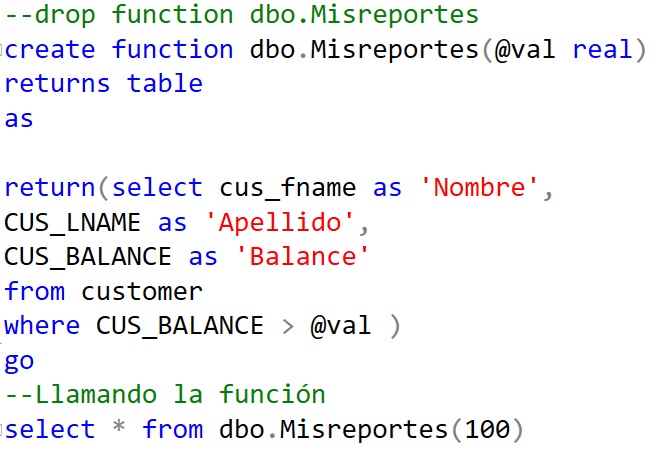 --drop function dbo.Misreportes
create function dbo.Misreportes(@val real)
returns table
as
return(select cus_fname as 'Nombre',
CUS_LNAME as 'Apellido',
CUS_BALANCE as 'Balance'
from customer
where CUS_BALANCE > @val )
go
--Llamando la función
select * from dbo.Misreportes(100)